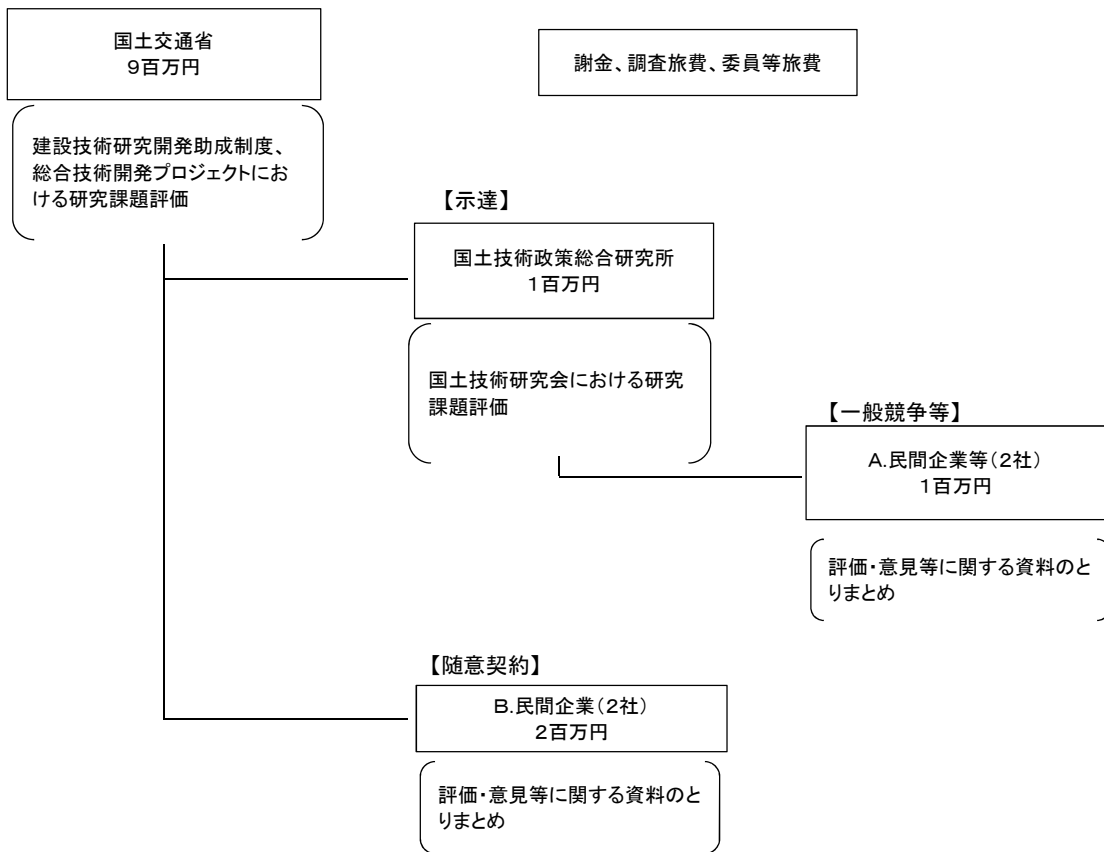 国土交通省
９百万円
謝金、調査旅費、委員等旅費
建設技術研究開発助成制度、
総合技術開発プロジェクトにお
ける研究課題評価
【示達】
国土技術政策総合研究所
１百万円
国土技術研究会における研究
課題評価
【一般競争等】
Ａ.民間企業等（２社）
１百万円
評価・意見等に関する資料のと
りまとめ
【随意契約】
Ｂ.民間企業（２社）
２百万円
評価・意見等に関する資料のと
りまとめ